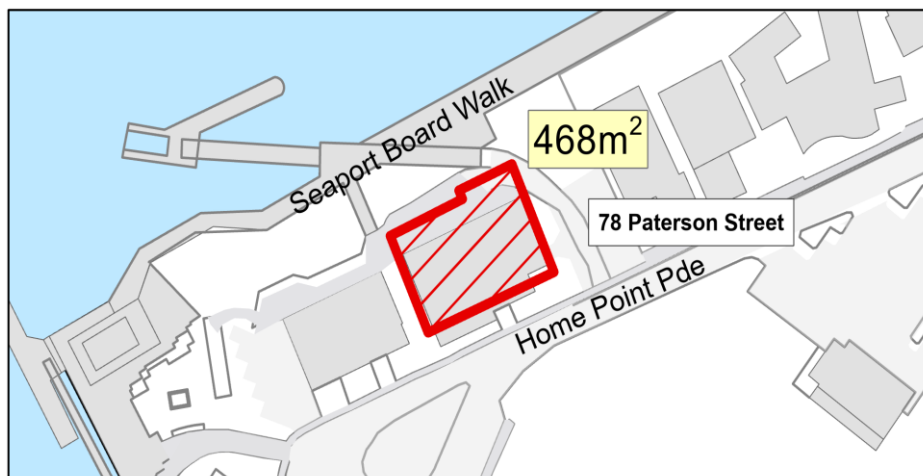 Seaport Board Walk
468m²
78 Paterson Street
Home Point Pde